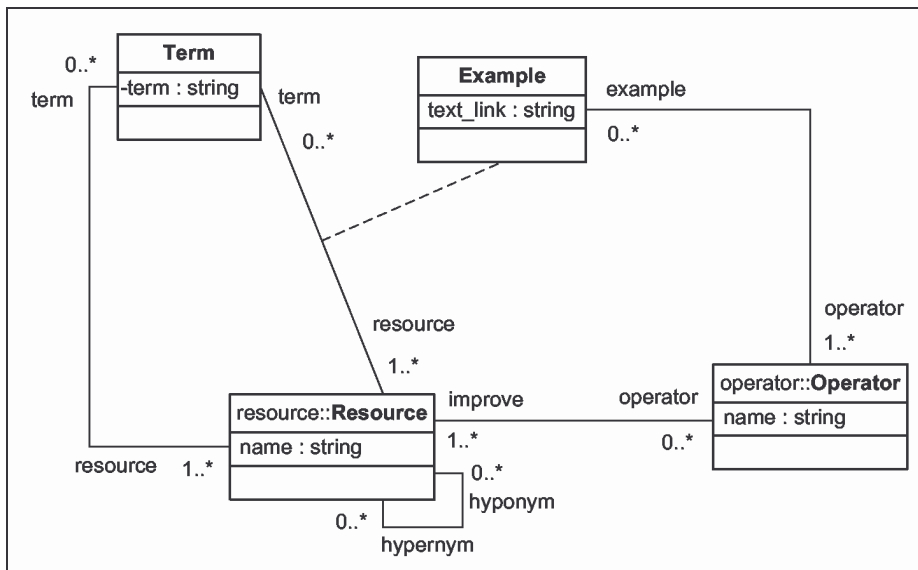 Term
-term : string
0..*
term
term
0..*
Example
text_link : string
example
0..*
resource
1..*
operator
1..*
resource::Resource
name : string
improve
1..*
operator
0..*
operator::Operator
name : string
resource
1..*
0..*
hyponym
0..*
hypernym